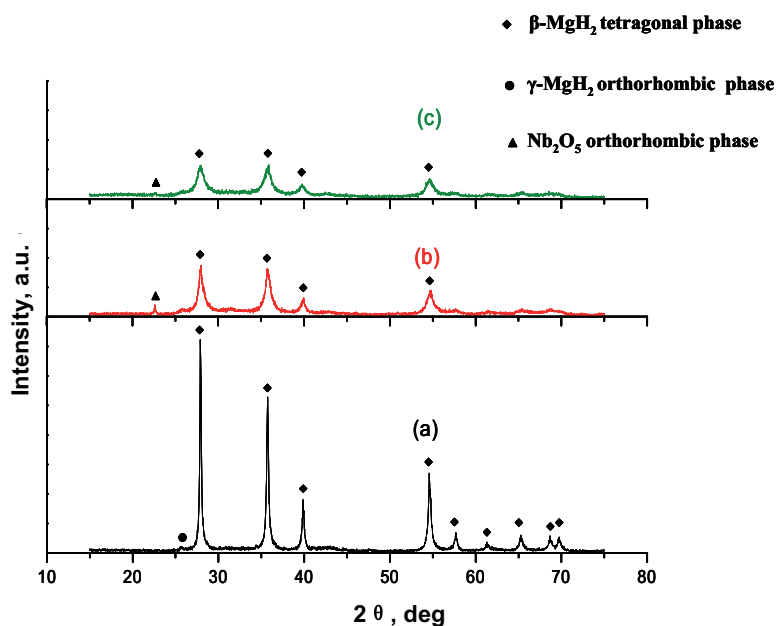 ◆ β-MgH₂ tetragonal phase
● γ-MgH₂ orthorhombic phase
▲ Nb₂O₅ orthorhombic phase
(c)
(b)
(a)
Intensity, a.u.
10 20 30 40 50 60 70 80
2 θ , deg